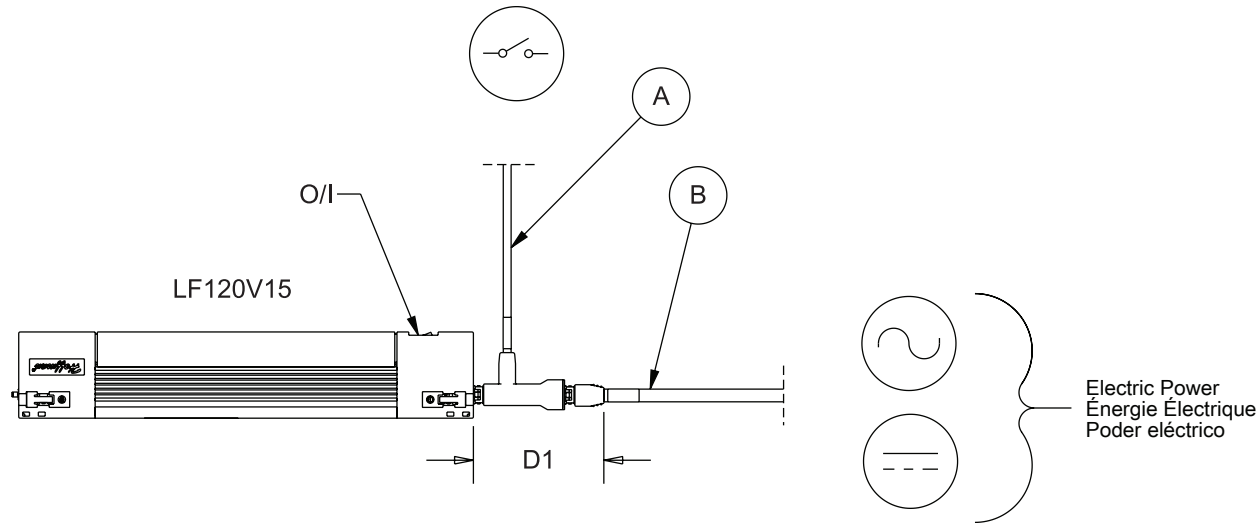 A
B
O/I
LF120V15
D1
Electric Power
Énergie Électrique
Poder eléctrico